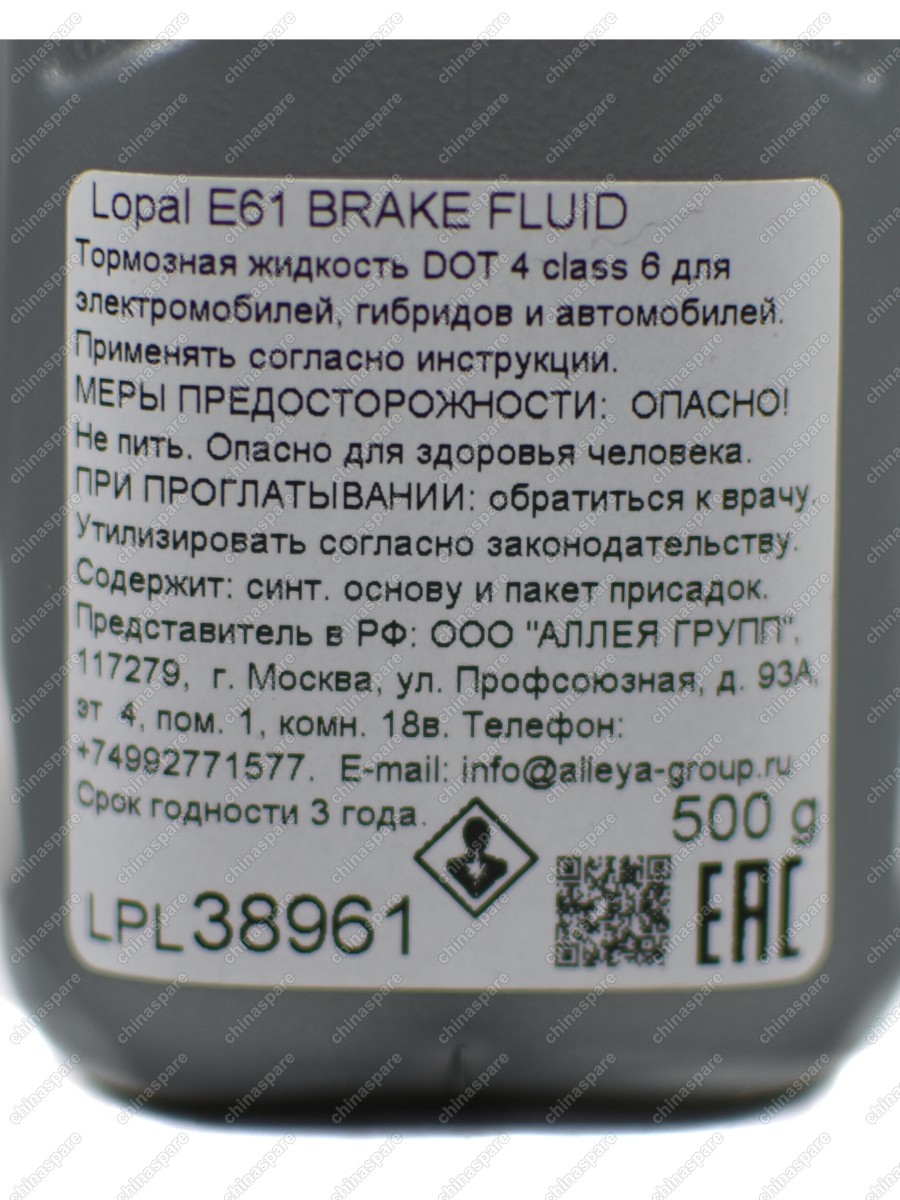 Lopal E61 BRAKE FLUID
Тормозная жидкость DOT 4 class 6 для
электромобилей, гибридов и автомобилей.
Применять согласно инструкции.
МЕРЫ ПРЕДОСТОРОЖНОСТИ: ОПАСНО!
Не пить. Опасно для здоровья человека.
ПРИ ПРОГЛАТЫВАНИИ: обратиться к врачу.
Утилизировать согласно законодательству.
Содержит: синт. основу и пакет присадок.
Представитель в РФ: ООО "АЛЛЕЯ ГРУПП",
117279, г. Москва, ул. Профсоюзная, д. 93А,
эт 4, пом. 1, комн. 18в. Телефон:
+74992771577. E-mail: info@alleya-group.ru
Срок годности 3 года.
500 g
LPL38961
EAC
chinaspare